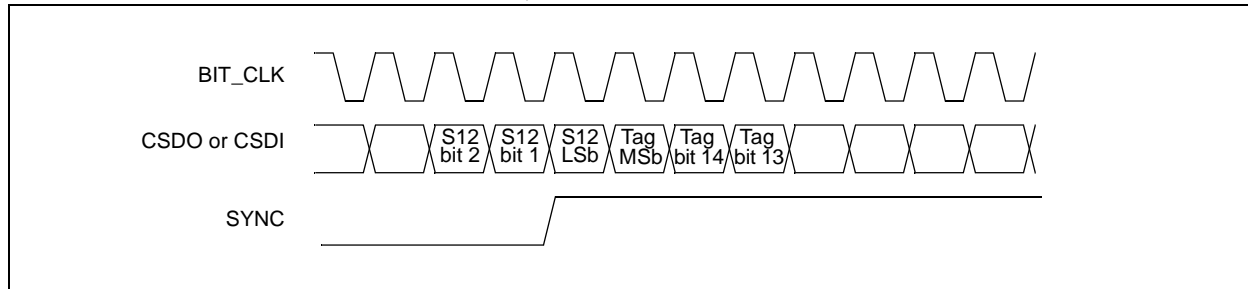 BIT_CLK
CSDO or CSDI
S12 bit 2
S12 bit 1
S12 LSb
Tag MSb
Tag bit 14
Tag bit 13
SYNC